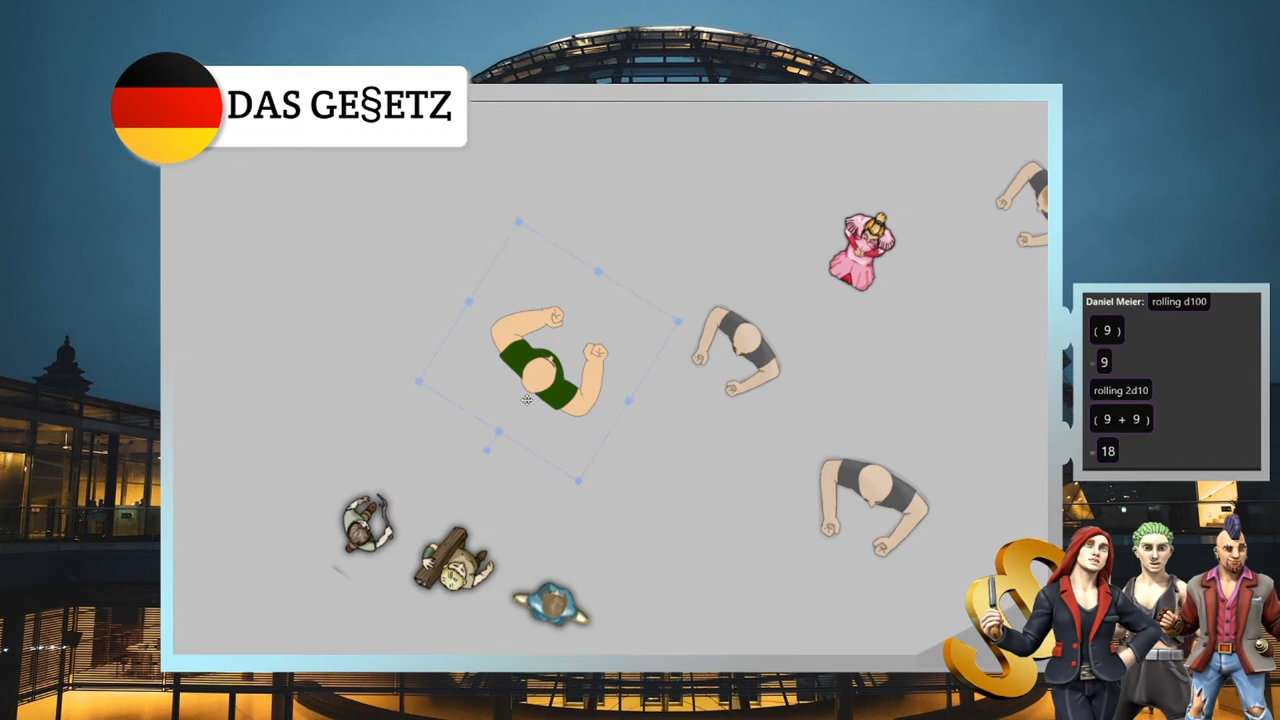 DAS GE§ETZ
Daniel Meier: rolling d100
( 9 )
= 9
rolling 2d10
( 9 + 9 )
= 18